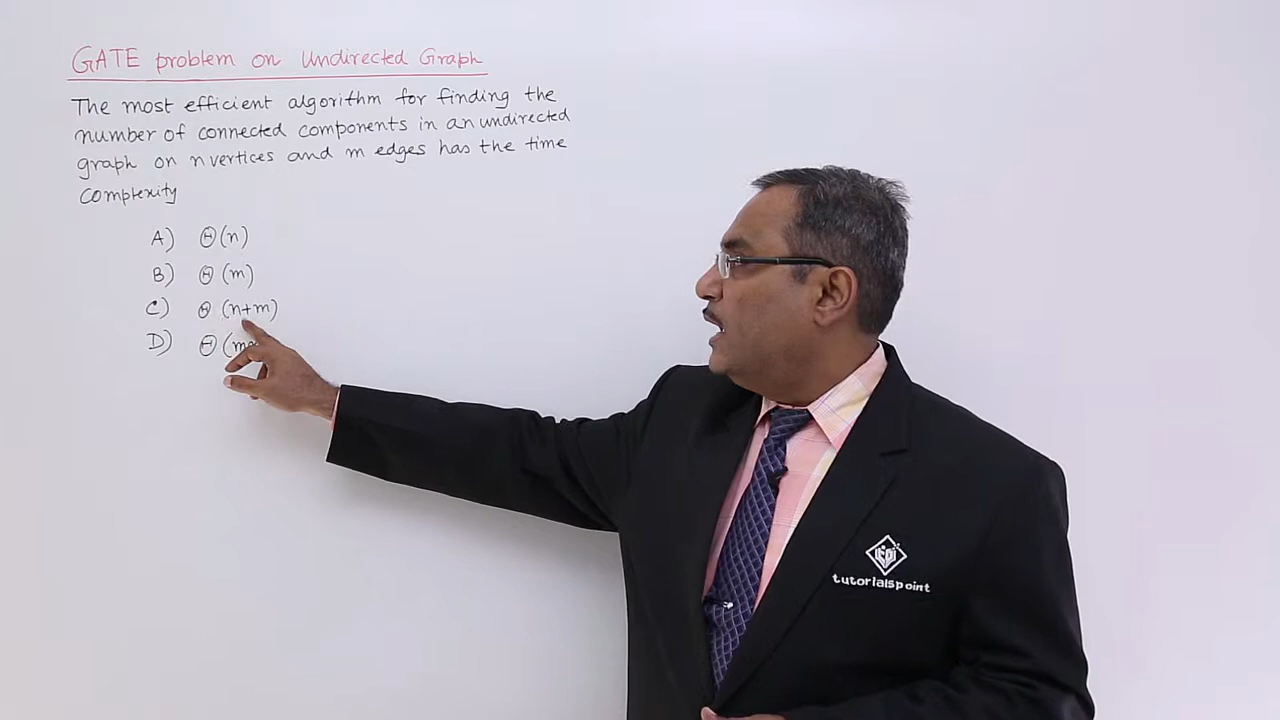 GATE problem on Undirected Graph
The most efficient algorithm for finding the
number of connected components in an undirected
graph on n vertices and m edges has the time
complexity
A) Θ(n)
B) Θ (m)
C) Θ (n+m)
D) Θ
tutorialspoint